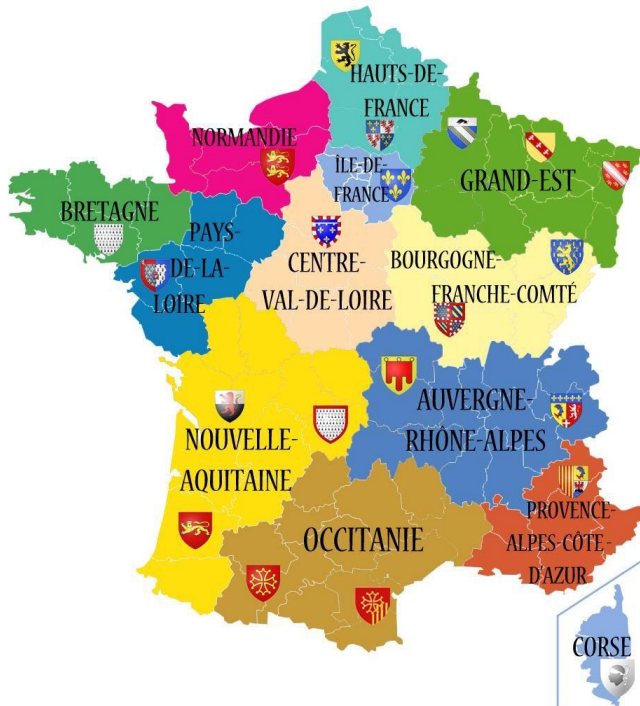 HAUTS-DE-
FRANCE
NORMANDIE
ÎLE-DE-
FRANCE
GRAND-EST
BRETAGNE
PAYS-
DE-LA-
LOIRE
CENTRE-
VAL-DE-LOIRE
BOURGOGNE-
FRANCHE-COMTÉ
AUVERGNE-
RHÔNE-ALPES
NOUVELLE-
AQUITAINE
OCCITANIE
PROVENCE-
ALPES-CÔTE-
D'AZUR
CORSE